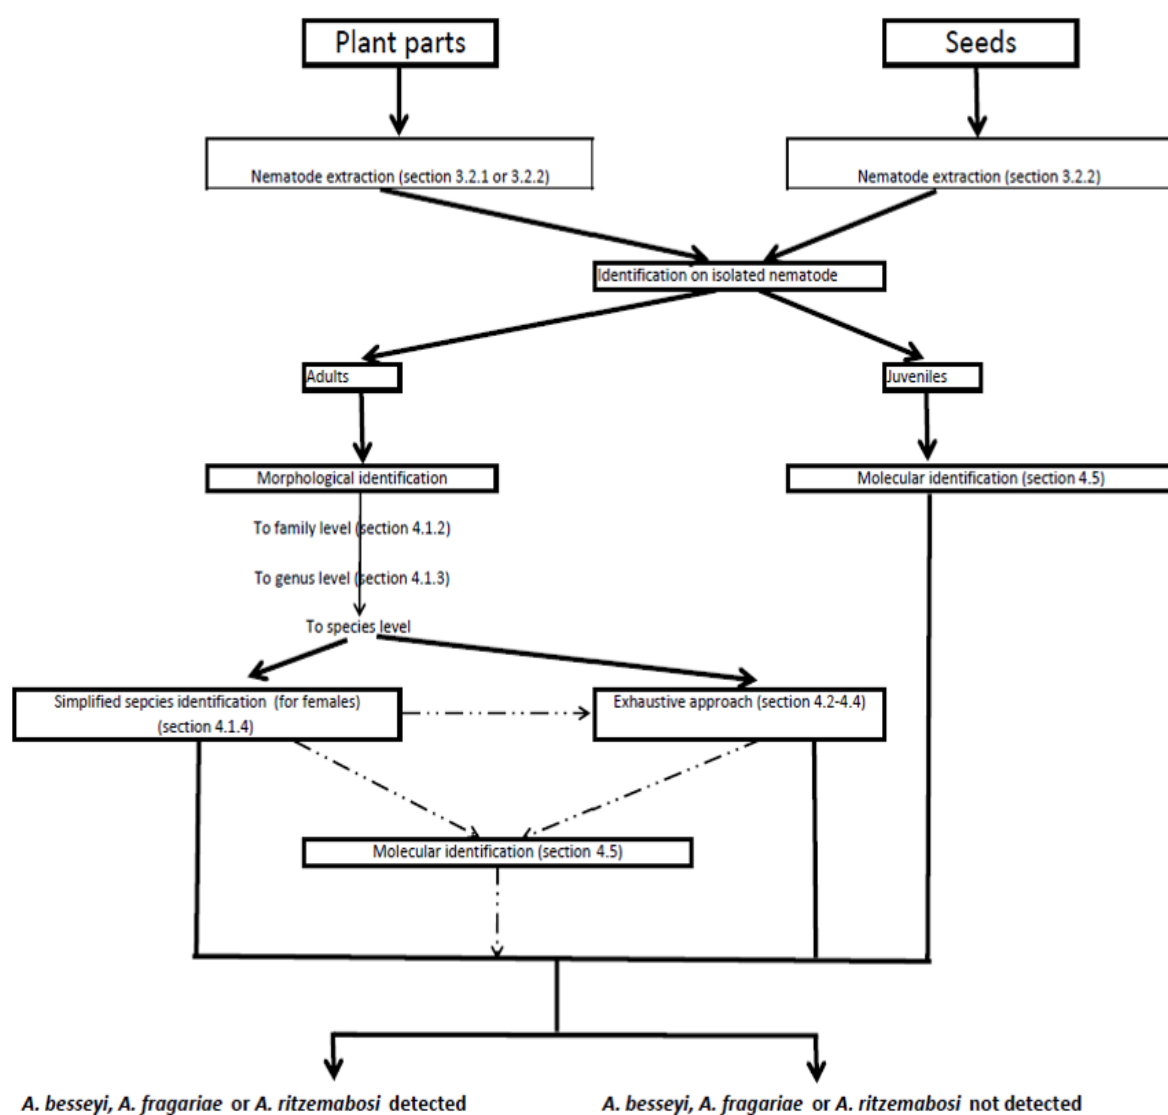 Plant parts
Seeds
Nematode extraction (section 3.2.1 or 3.2.2)
Nematode extraction (section 3.2.2)
Identification on isolated nematode
Adults
Juveniles
Morphological identification
Molecular identification (section 4.5)
To family level (section 4.1.2)
To genus level (section 4.1.3)
To species level
Simplified sepcies identification (for females)
(section 4.1.4)
Exhaustive approach (section 4.2-4.4)
Molecular identification (section 4.5)
A. besseyi, A. fragariae or A. ritzemabosi detected
A. besseyi, A. fragariae or A. ritzemabosi not detected